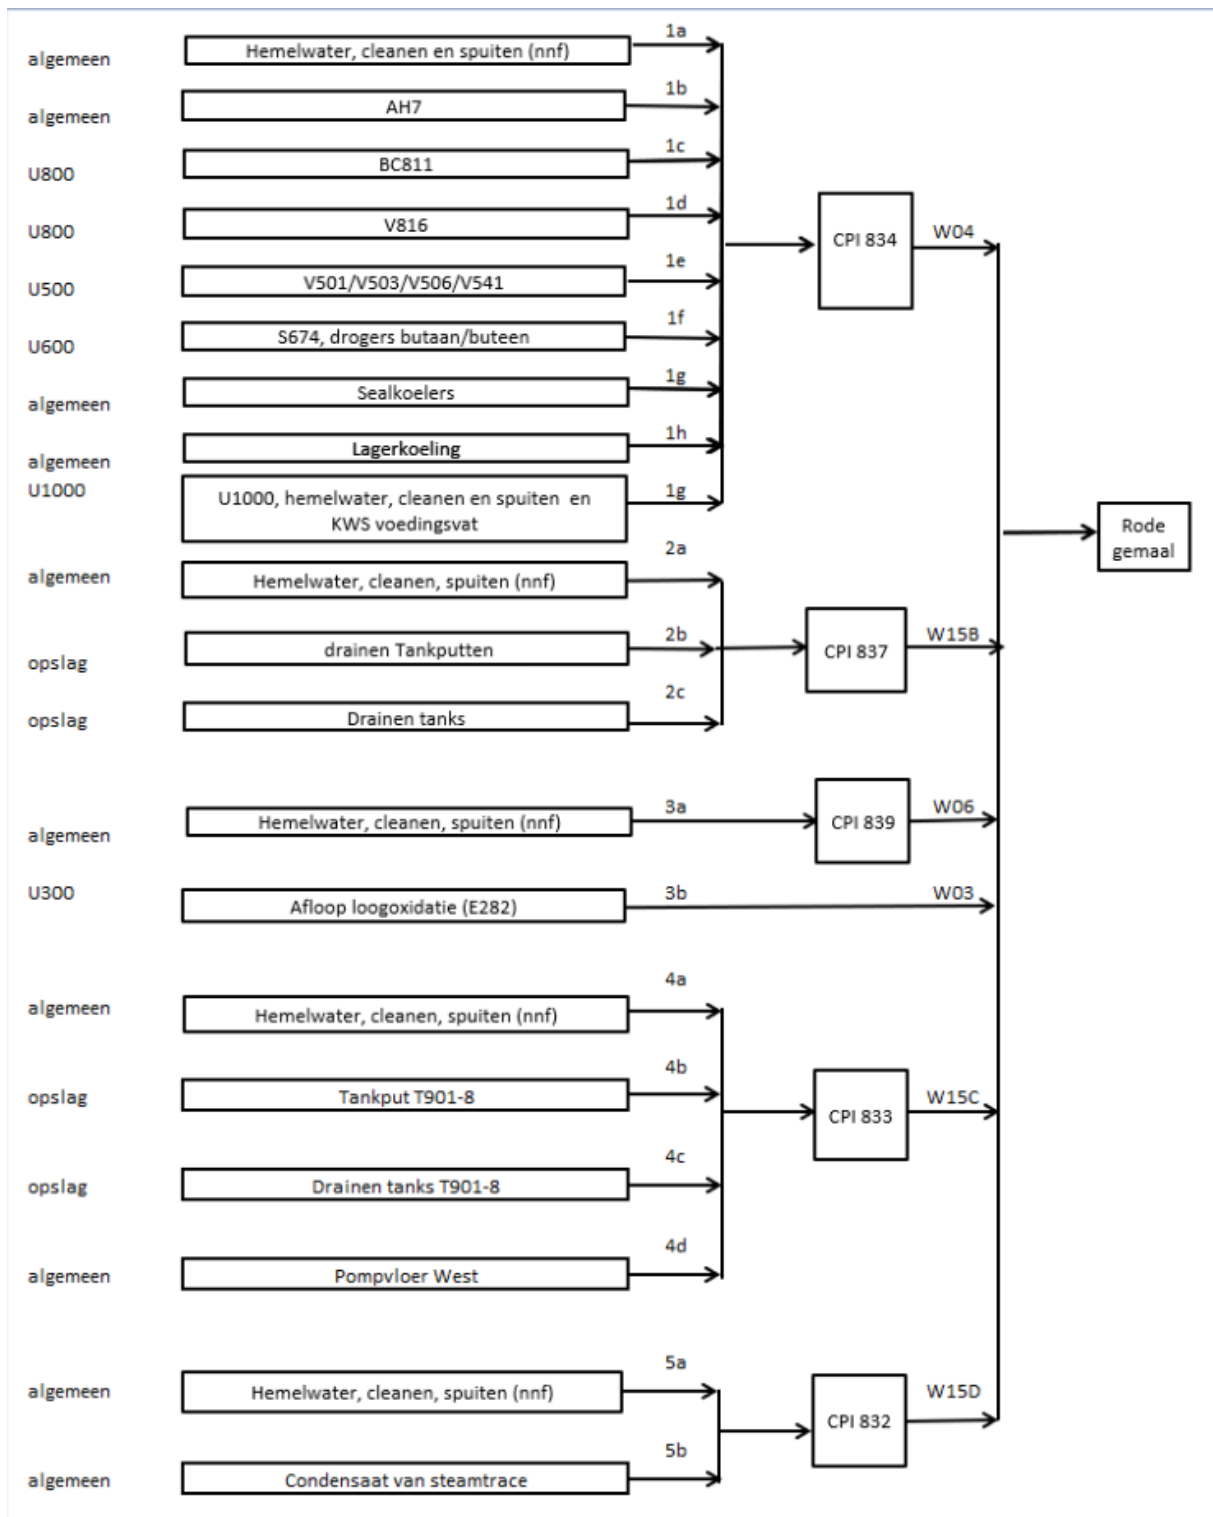 1a
algemeen
Hemelwater, cleanen en spuiten (nnf)
1b
algemeen
AH7
1c
U800
BC811
1d
U800
V816
1e
U500
V501/V503/V506/V541
1f
U600
S674, drogers butaan/buteen
1g
algemeen
Sealkoelers
1h
algemeen
Lagerkoeling
U1000
U1000, hemelwater, cleanen en spuiten en
KWS voedingsvat
1g
CPI 834
W04
2a
algemeen
Hemelwater, cleanen, spuiten (nnf)
2b
opslag
drainen Tankputten
2c
opslag
Drainen tanks
CPI 837
W15B
Rode
gemaal
3a
algemeen
Hemelwater, cleanen, spuiten (nnf)
CPI 839
W06
U300
Afloop loogoxidatie (E282)
3b
W03
4a
algemeen
Hemelwater, cleanen, spuiten (nnf)
4b
opslag
Tankput T901-8
4c
opslag
Drainen tanks T901-8
4d
algemeen
Pompvloer West
CPI 833
W15C
5a
algemeen
Hemelwater, cleanen, spuiten (nnf)
5b
algemeen
Condensaat van steamtrace
CPI 832
W15D